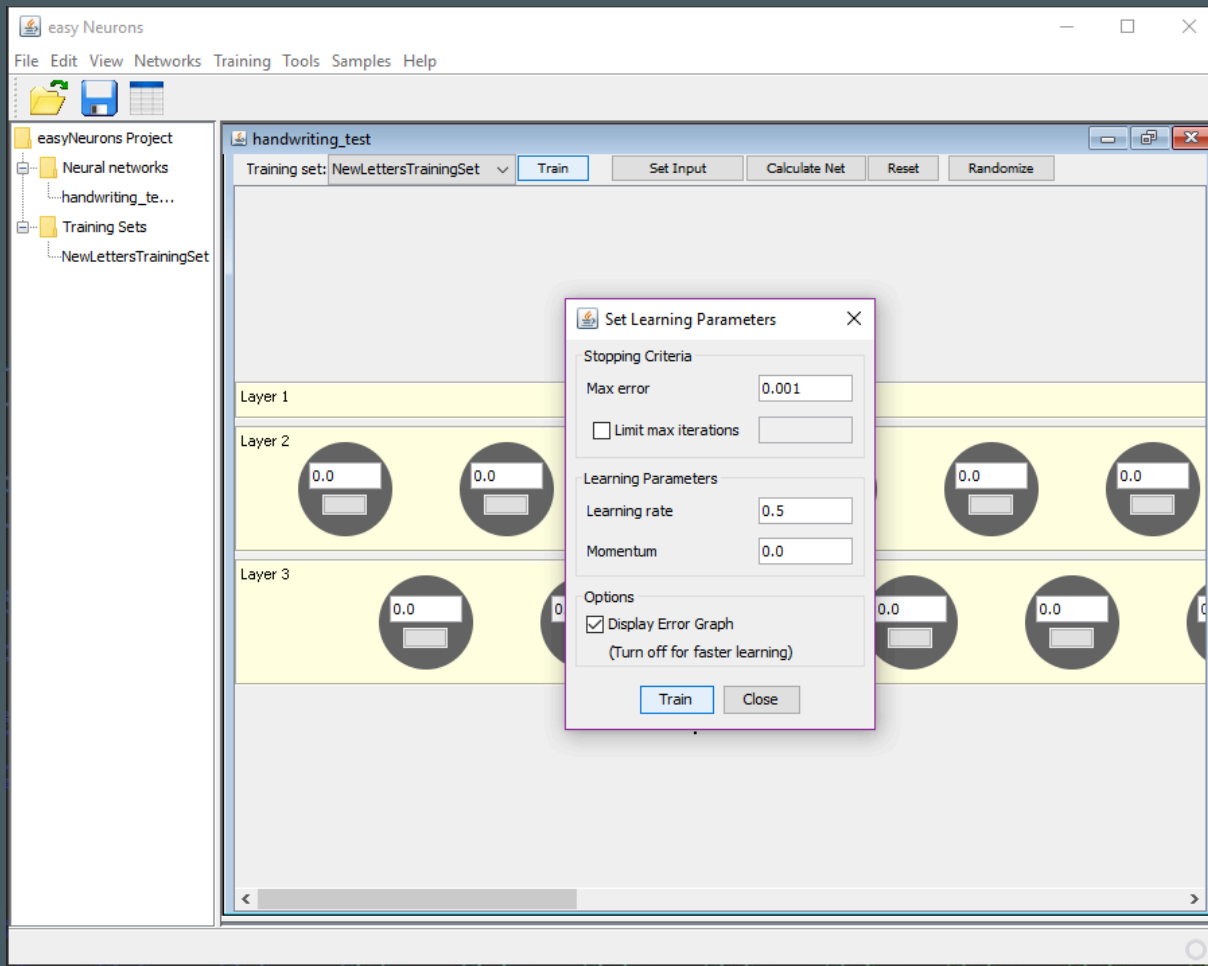 easy Neurons
File Edit View Networks Training Tools Samples Help
easyNeurons Project
Neural networks
handwriting_te...
Training Sets
NewLettersTrainingSet
handwriting_test
Training set: NewLettersTrainingSet Train Set Input Calculate Net Reset Randomize
Layer 1
Layer 2
0.0 0.0 0.0 0.0
Layer 3
0.0 0 0.0 0.0
Set Learning Parameters
Stopping Criteria
Max error 0.001
Limit max iterations
Learning Parameters
Learning rate 0.5
Momentum 0.0
Options
Display Error Graph
(Turn off for faster learning)
Train Close